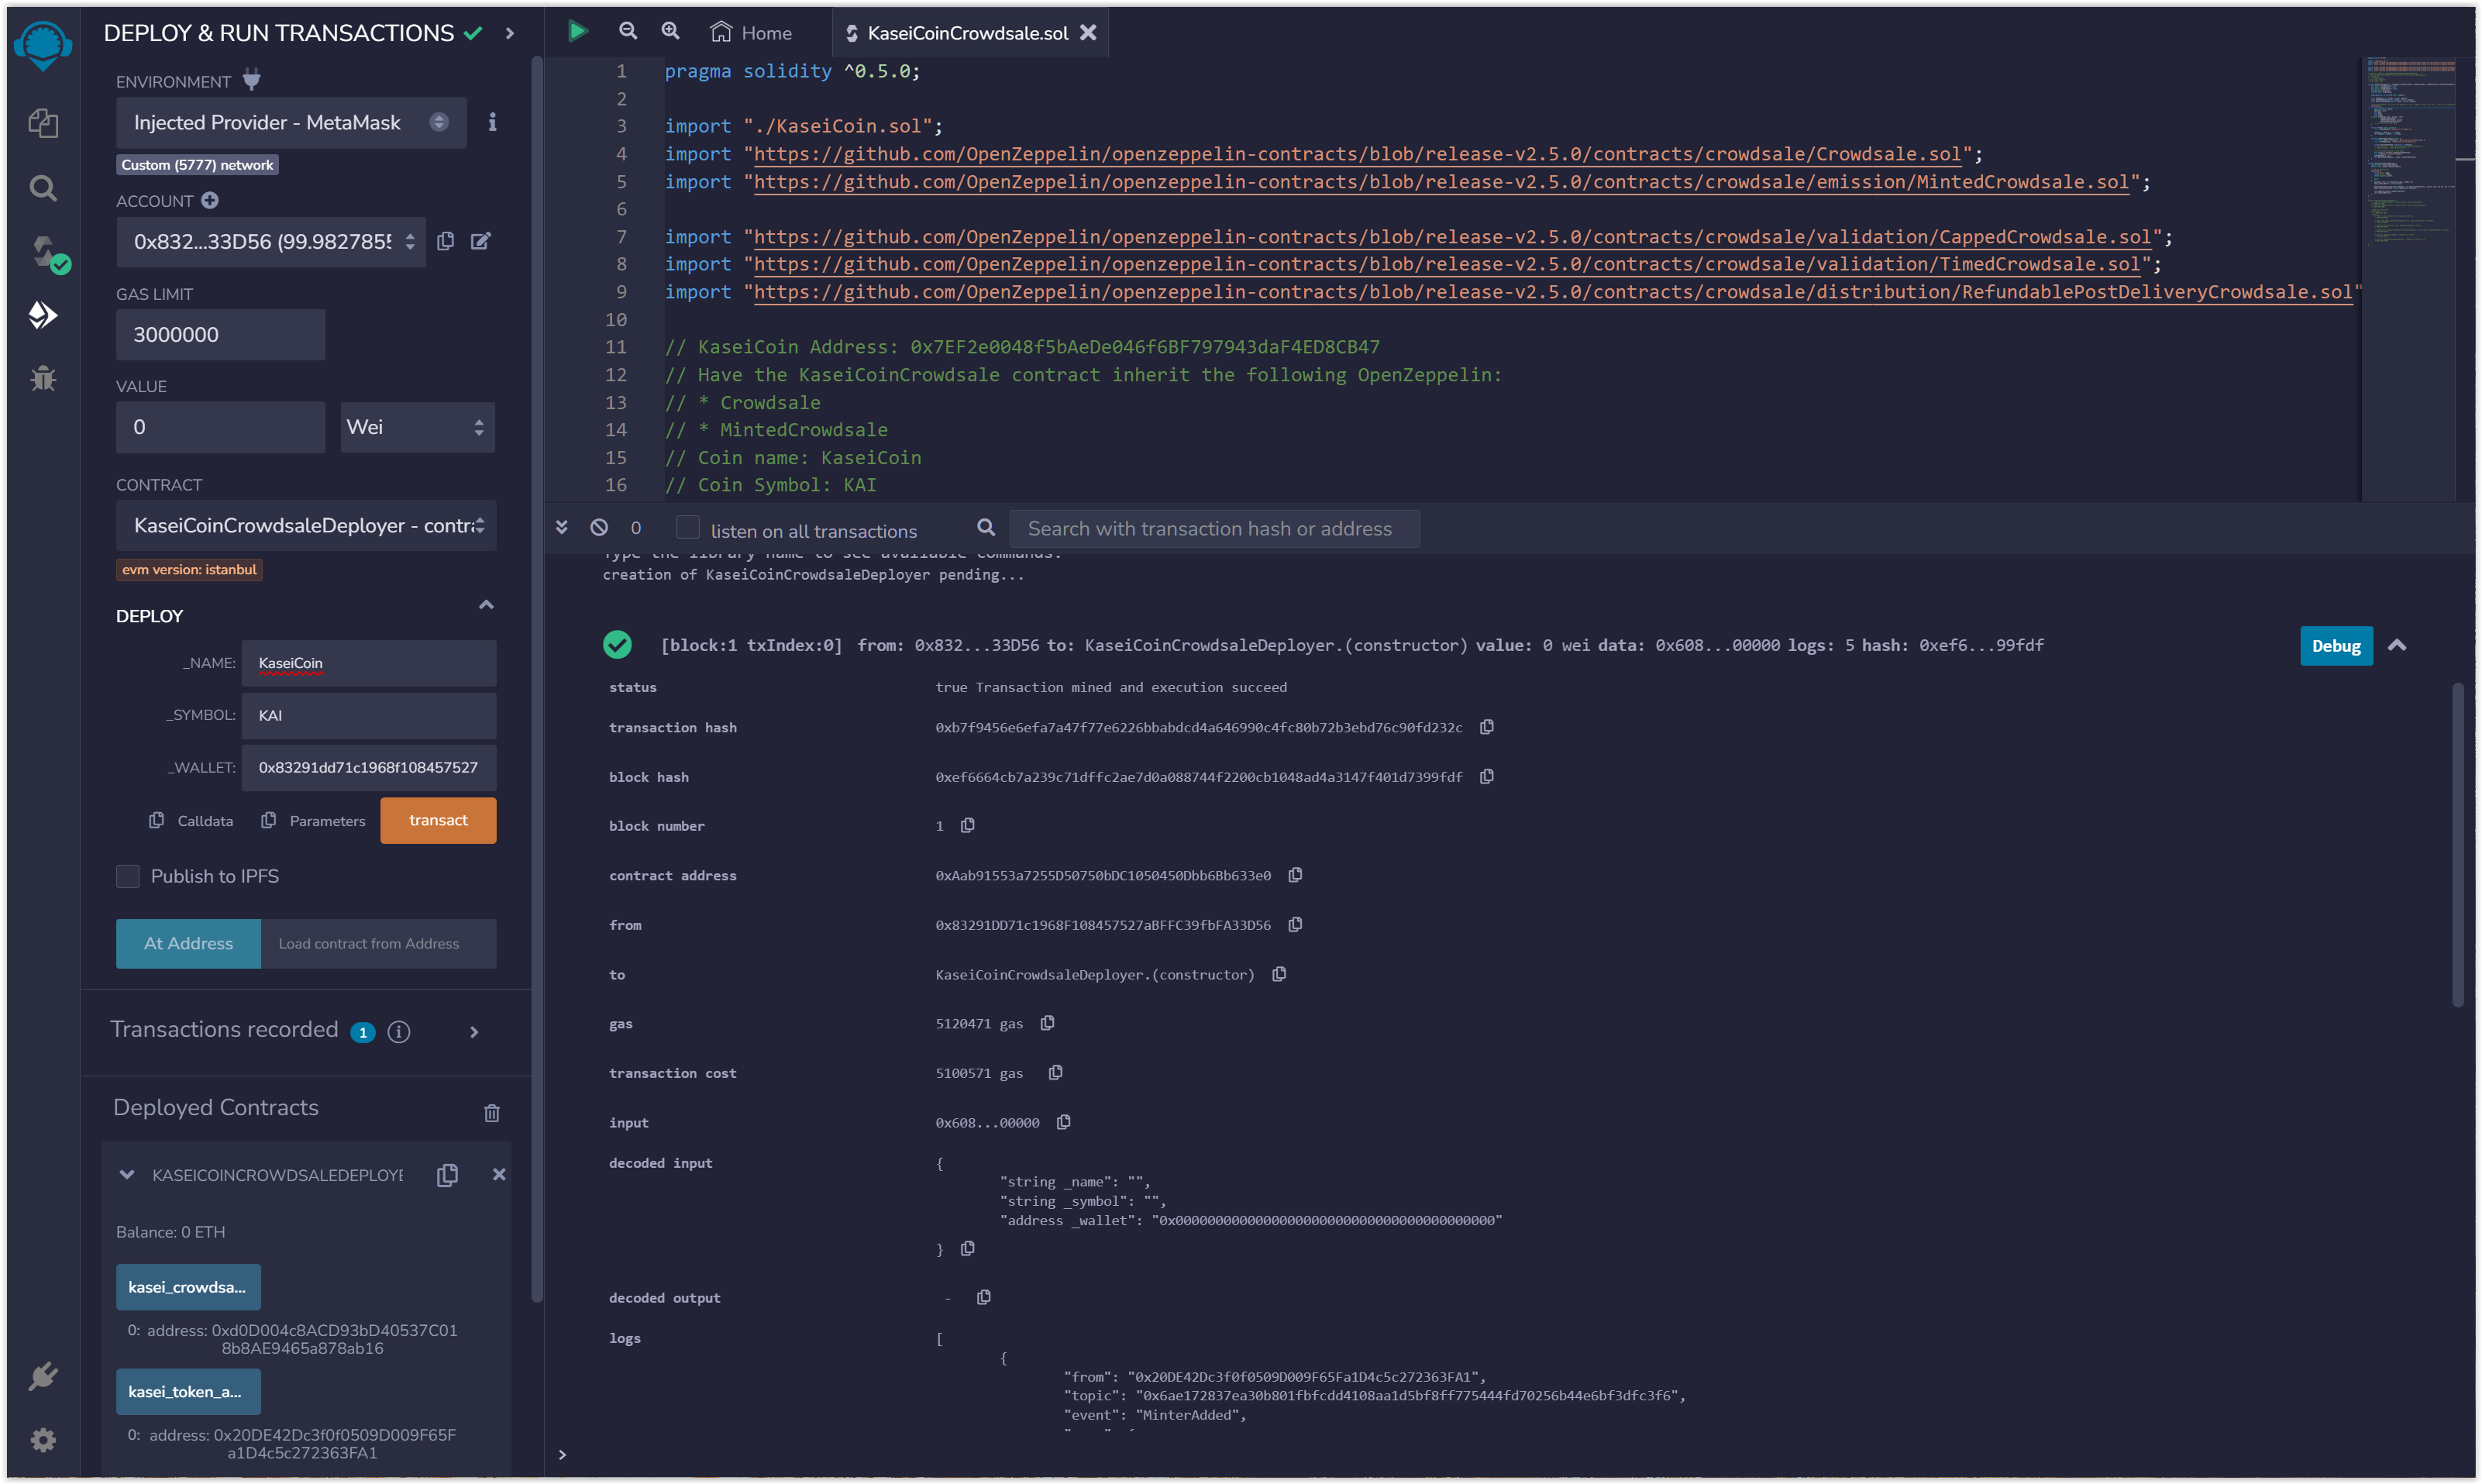 DEPLOY & RUN TRANSACTIONS
ENVIRONMENT
Injected Provider - MetaMask
Custom (5777) network
ACCOUNT
0x832...33D56 (99.9827855
GAS LIMIT
3000000
VALUE
0
Wei
CONTRACT
KaseiCoinCrowdsaleDeployer - contra
evm version: istanbul
DEPLOY
_NAME: KaseiCoin
_SYMBOL: KAI
_WALLET: 0x83291dd71c1968f108457527
Calldata Parameters transact
Publish to IPFS
At Address Load contract from Address
Transactions recorded 1
Deployed Contracts
KASEICOINCROWDSALEDEPLOYE
Balance: 0 ETH
kasei_crowdsa...
0: address: 0xd0D004c8ACD93bD40537C01
8b8AE9465a878ab16
kasei_token_a...
0: address: 0x20DE42Dc3f0f0509D009F65F
a1D4c5c272363FA1
Home KaseiCoinCrowdsale.sol
1 pragma solidity ^0.5.0;
2
3 import "./KaseiCoin.sol";
4 import "https://github.com/OpenZeppelin/openzeppelin-contracts/blob/release-v2.5.0/contracts/crowdsale/Crowdsale.sol";
5 import "https://github.com/OpenZeppelin/openzeppelin-contracts/blob/release-v2.5.0/contracts/crowdsale/emission/MintedCrowdsale.sol";
6
7 import "https://github.com/OpenZeppelin/openzeppelin-contracts/blob/release-v2.5.0/contracts/crowdsale/validation/CappedCrowdsale.sol";
8 import "https://github.com/OpenZeppelin/openzeppelin-contracts/blob/release-v2.5.0/contracts/crowdsale/validation/TimedCrowdsale.sol";
9 import "https://github.com/OpenZeppelin/openzeppelin-contracts/blob/release-v2.5.0/contracts/crowdsale/distribution/RefundablePostDeliveryCrowdsale.sol"
10
11 // KaseiCoin Address: 0x7EF2e0048f5bAeDe046f6BF797943daF4ED8CB47
12 // Have the KaseiCoinCrowdsale contract inherit the following OpenZeppelin:
13 // * Crowdsale
14 // * MintedCrowdsale
15 // Coin name: KaseiCoin
16 // Coin Symbol: KAI
0 listen on all transactions Search with transaction hash or address
Type the library name to see available commands.
creation of KaseiCoinCrowdsaleDeployer pending...
[block:1 txIndex:0] from: 0x832...33D56 to: KaseiCoinCrowdsaleDeployer.(constructor) value: 0 wei data: 0x608...00000 logs: 5 hash: 0xef6...99fdf Debug
status true Transaction mined and execution succeed
transaction hash 0xb7f9456e6efa7a47f77e6226bbabdcd4a646990c4fc80b72b3ebd76c90fd232c
block hash 0xef6664cb7a239c71dffc2ae7d0a088744f2200cb1048ad4a3147f401d7399fdf
block number 1
contract address 0xAab91553a7255D50750bDC1050450Dbb6Bb633e0
from 0x83291DD71c1968F108457527aBFFC39fbFA33D56
to KaseiCoinCrowdsaleDeployer.(constructor)
gas 5120471 gas
transaction cost 5100571 gas
input 0x608...00000
decoded input {
"string _name": "",
"string _symbol": "",
"address _wallet": "0x0000000000000000000000000000000000000000"
}
decoded output -
logs [
{
"from": "0x20DE42Dc3f0f0509D009F65Fa1D4c5c272363FA1",
"topic": "0x6ae172837ea30b801fbfcdd4108aa1d5bf8ff775444fd70256b44e6bf3dfc3f6",
"event": "MinterAdded",
>